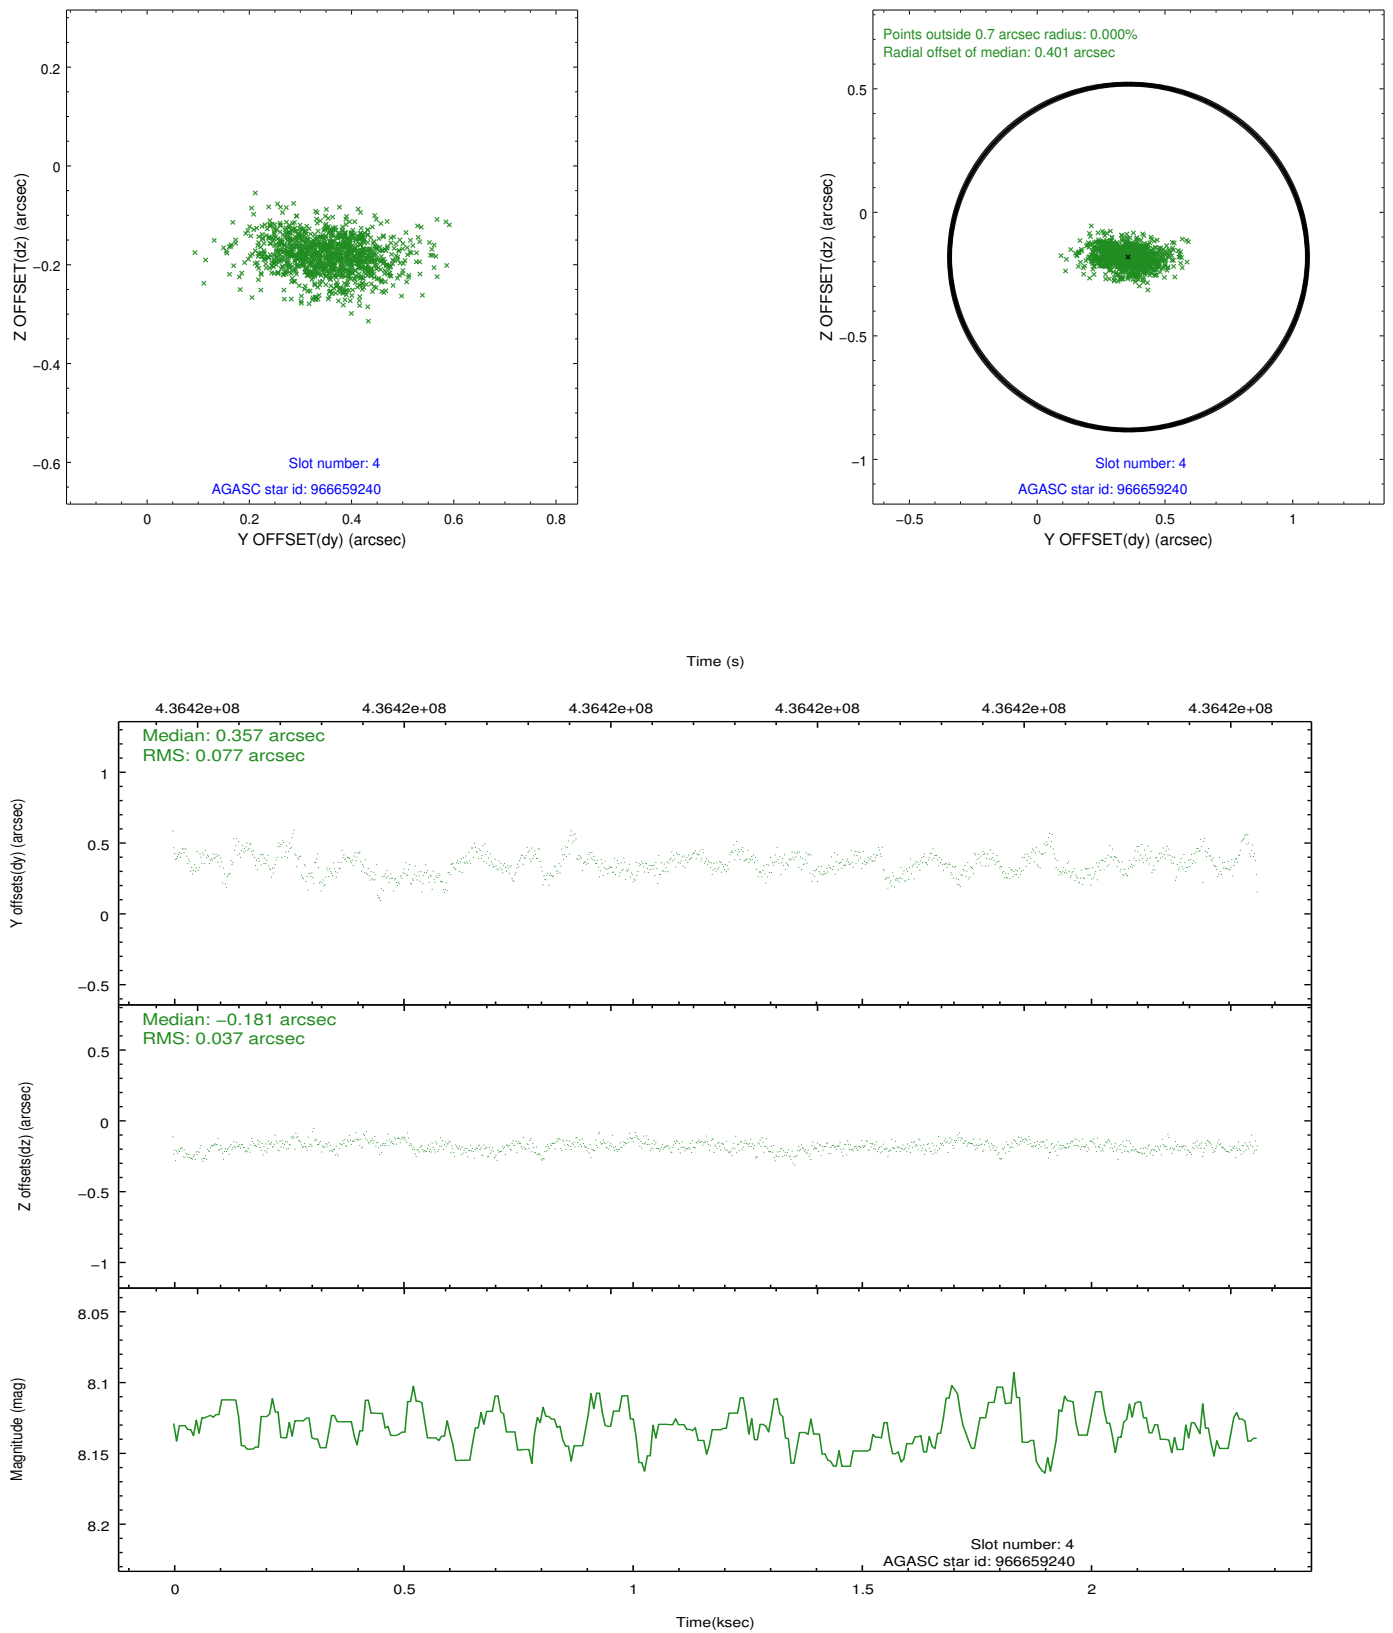 0.2
0
−0.2
−0.4
−0.6
Z OFFSET(dz) (arcsec)
Slot number: 4
AGASC star id: 966659240
0
0.2
0.4
0.6
0.8
Y OFFSET(dy) (arcsec)
Points outside 0.7 arcsec radius: 0.000%
Radial offset of median: 0.401 arcsec
0.5
0
−0.5
−1
Z OFFSET(dz) (arcsec)
Slot number: 4
AGASC star id: 966659240
−0.5
0
0.5
1
Y OFFSET(dy) (arcsec)
Time (s)
4.3642e+08
4.3642e+08
4.3642e+08
4.3642e+08
4.3642e+08
4.3642e+08
Median: 0.357 arcsec
RMS: 0.077 arcsec
1
0.5
0
−0.5
Y offsets(dy) (arcsec)
Median: −0.181 arcsec
RMS: 0.037 arcsec
0.5
0
−0.5
−1
Z offsets(dz) (arcsec)
8.05
8.1
8.15
8.2
Magnitude (mag)
Slot number: 4
AGASC star id: 966659240
0
0.5
1
1.5
2
Time(ksec)